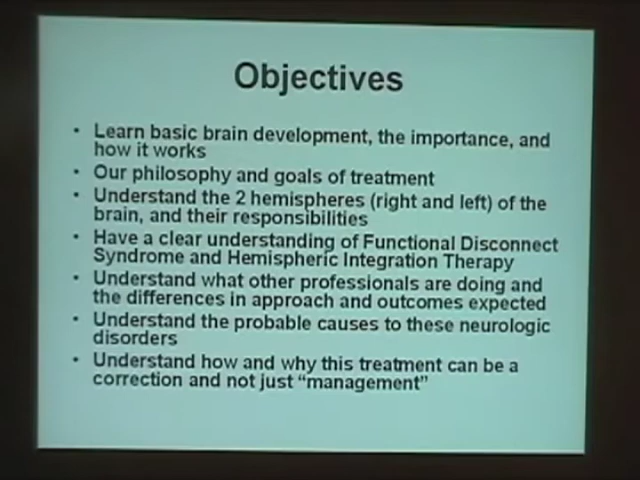 Objectives
• Learn basic brain development, the importance, and
how it works
• Our philosophy and goals of treatment
• Understand the 2 hemispheres (right and left) of the
brain, and their responsibilities
• Have a clear understanding of Functional Disconnect
Syndrome and Hemispheric Integration Therapy
• Understand what other professionals are doing and
the differences in approach and outcomes expected
• Understand the probable causes to these neurologic
disorders
• Understand how and why this treatment can be a
correction and not just “management”